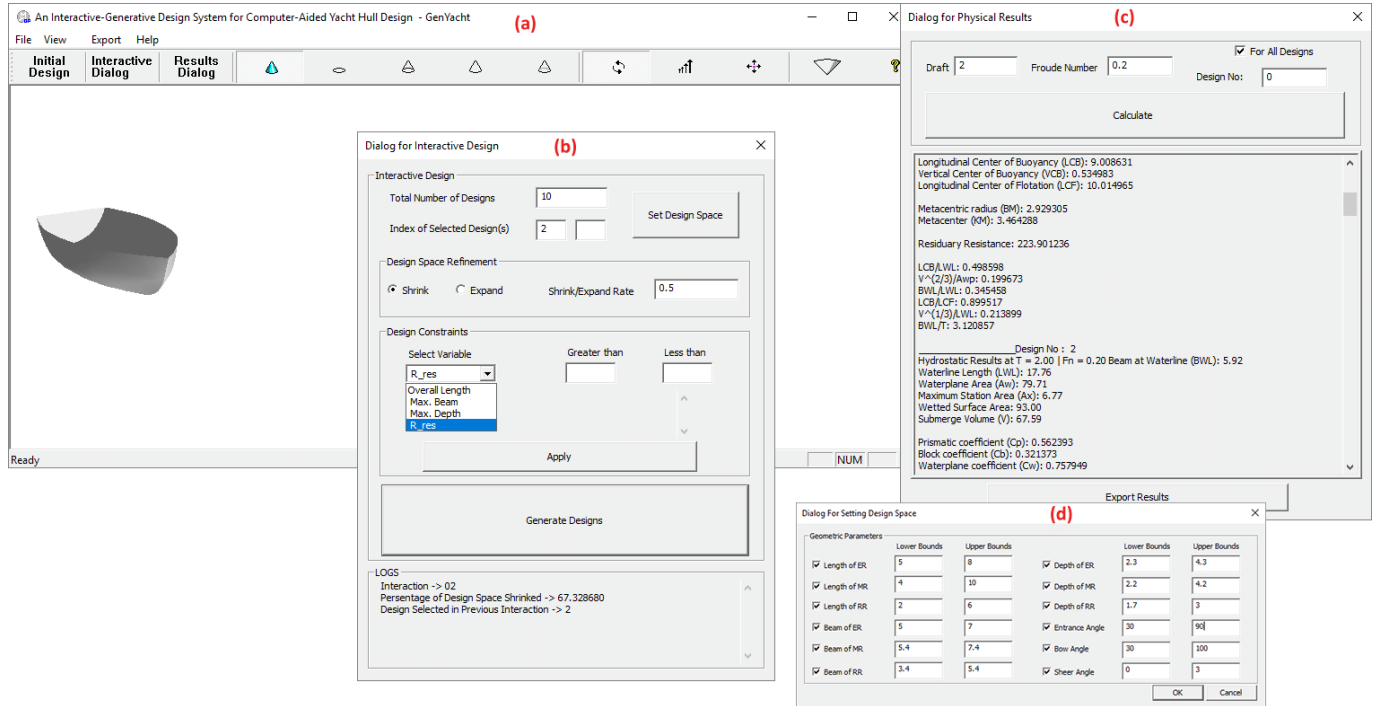 An Interactive-Generative Design System for Computer-Aided Yacht Hull Design - GenYacht
(a)
File View Export Help
Initial Design
Interactive Dialog
Results Dialog
Ready
NUM
Dialog for Interactive Design
(b)
Interactive Design
Total Number of Designs 10
Set Design Space
Index of Selected Design(s) 2
Design Space Refinement
Shrink Expand Shrink/Expand Rate 0.5
Design Constraints
Select Variable Greater than Less than
R_res
Overall Length
Max. Beam
Max. Depth
R_res
Apply
Generate Designs
LOGS
Interaction -> 02
Persentage of Design Space Shrinked -> 67.328680
Design Selected in Previous Interaction -> 2
Dialog for Physical Results
(c)
For All Designs
Draft 2 Froude Number 0.2
Design No: 0
Calculate
Longitudinal Center of Buoyancy (LCB): 9.008631
Vertical Center of Buoyancy (VCB): 0.534983
Longitudinal Center of Flotation (LCF): 10.014965
Metacentric radius (BM): 2.929305
Metacenter (KM): 3.464288
Residuary Resistance: 223.901236
LCB/LWL: 0.498598
V^(2/3)/Awp: 0.199673
BWL/LWL: 0.345458
LCB/LCF: 0.899517
V^(1/3)/LWL: 0.213899
BWL/T: 3.120857
____________________Design No : 2
Hydrostatic Results at T = 2.00 | Fn = 0.20 Beam at Waterline (BWL): 5.92
Waterline Length (LWL): 17.76
Waterplane Area (Aw): 79.71
Maximum Station Area (Ax): 6.77
Wetted Surface Area: 93.00
Submerge Volume (V): 67.59
Prismatic coefficient (Cp): 0.562393
Block coefficient (Cb): 0.321373
Waterplane coefficient (Cw): 0.757949
Export Results
Dialog For Setting Design Space
(d)
Geometric Parameters
Lower Bounds Upper Bounds Lower Bounds Upper Bounds
Length of ER 5 8 Depth of ER 2.3 4.3
Length of MR 4 10 Depth of MR 2.2 4.2
Length of RR 2 6 Depth of RR 1.7 3
Beam of ER 5 7 Entrance Angle 30 90
Beam of MR 5.4 7.4 Bow Angle 30 100
Beam of RR 3.4 5.4 Sheer Angle 0 3
OK Cancel